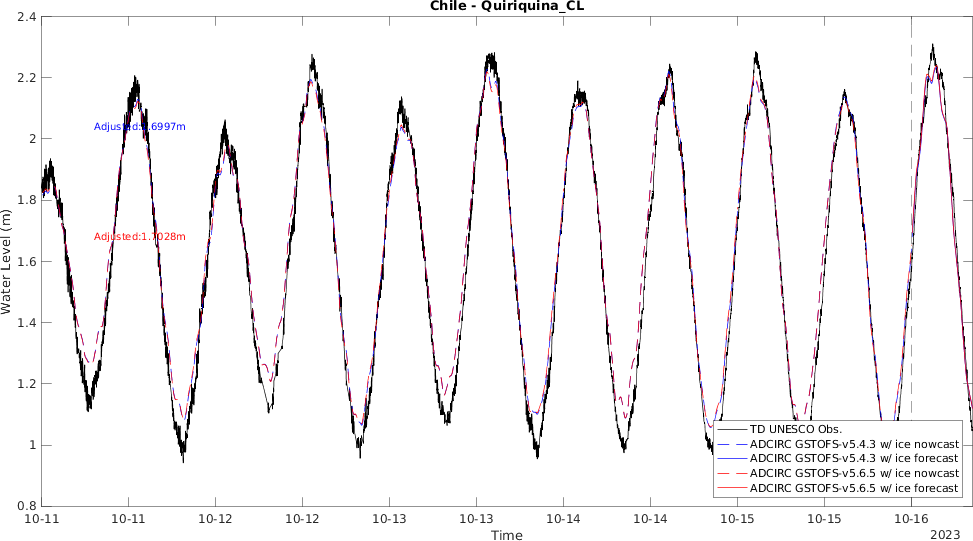 Chile - Quiriquina_CL
2.4
2.2
2
1.8
1.6
1.4
1.2
1
0.8
Water Level (m)
Adjusted:1.6997m
Adjusted:1.7028m
TD UNESCO Obs.
ADCIRC GSTOFS-v5.4.3 w/ ice nowcast
ADCIRC GSTOFS-v5.4.3 w/ ice forecast
ADCIRC GSTOFS-v5.6.5 w/ ice nowcast
ADCIRC GSTOFS-v5.6.5 w/ ice forecast
10-11 10-11 10-12 10-12 10-13 10-13 10-14 10-14 10-15 10-15 10-16
Time
2023